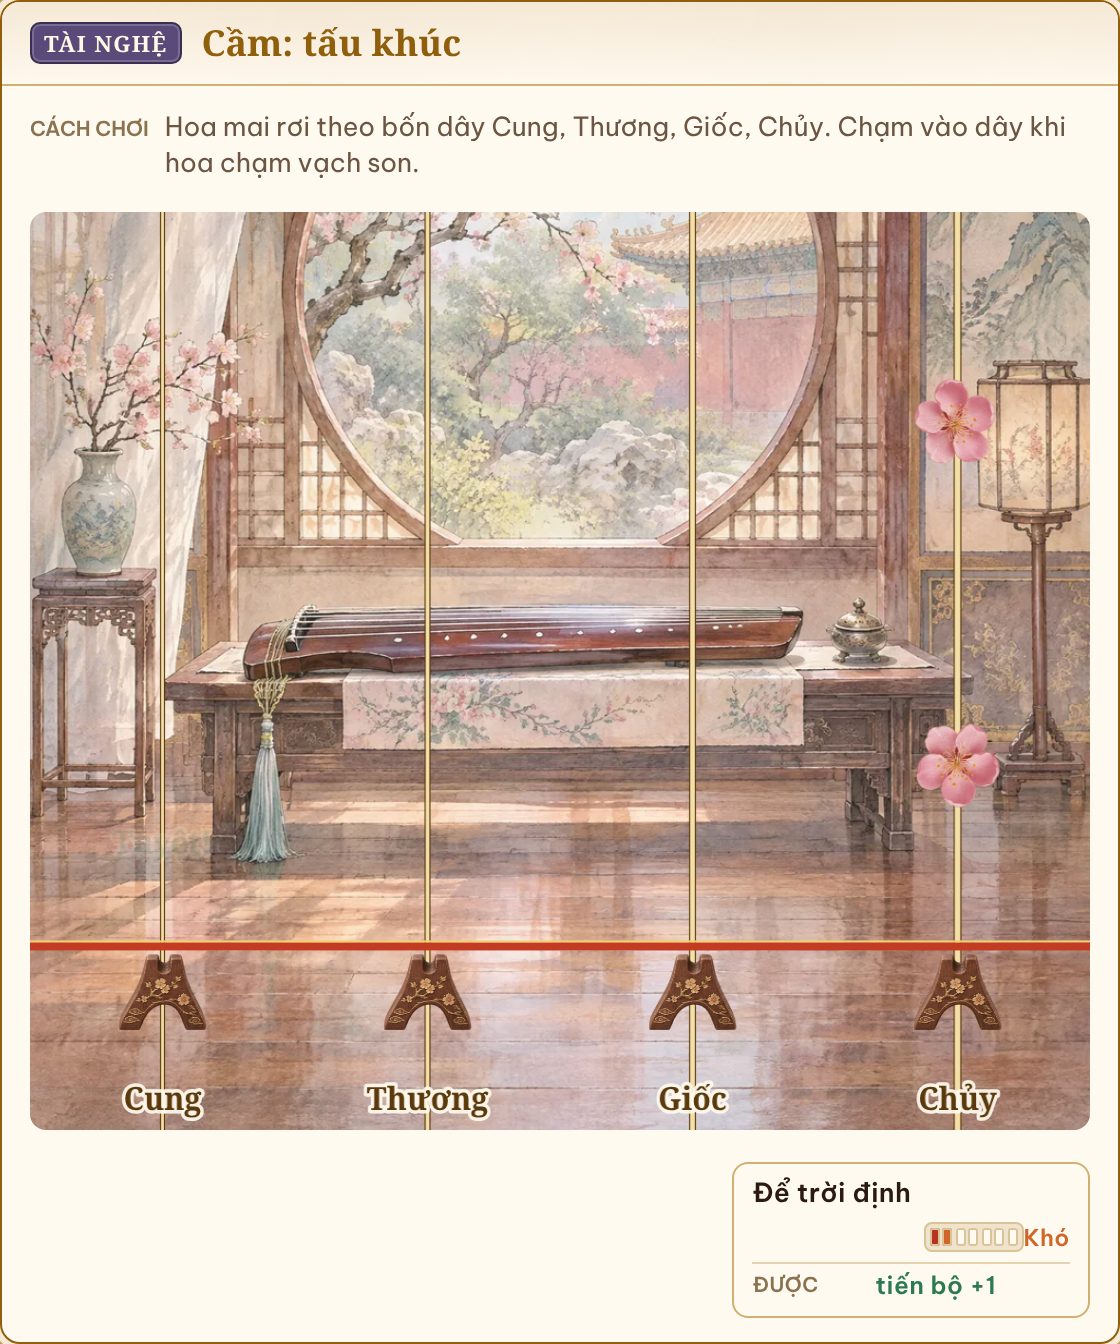 TÀI NGHỆ Cầm: tấu khúc
CÁCH CHƠI Hoa mai rơi theo bốn dây Cung, Thương, Giốc, Chủy. Chạm vào dây khi
hoa chạm vạch son.
Cung Thương Giốc Chủy
Để trời định
Khó
ĐƯỢC tiến bộ +1